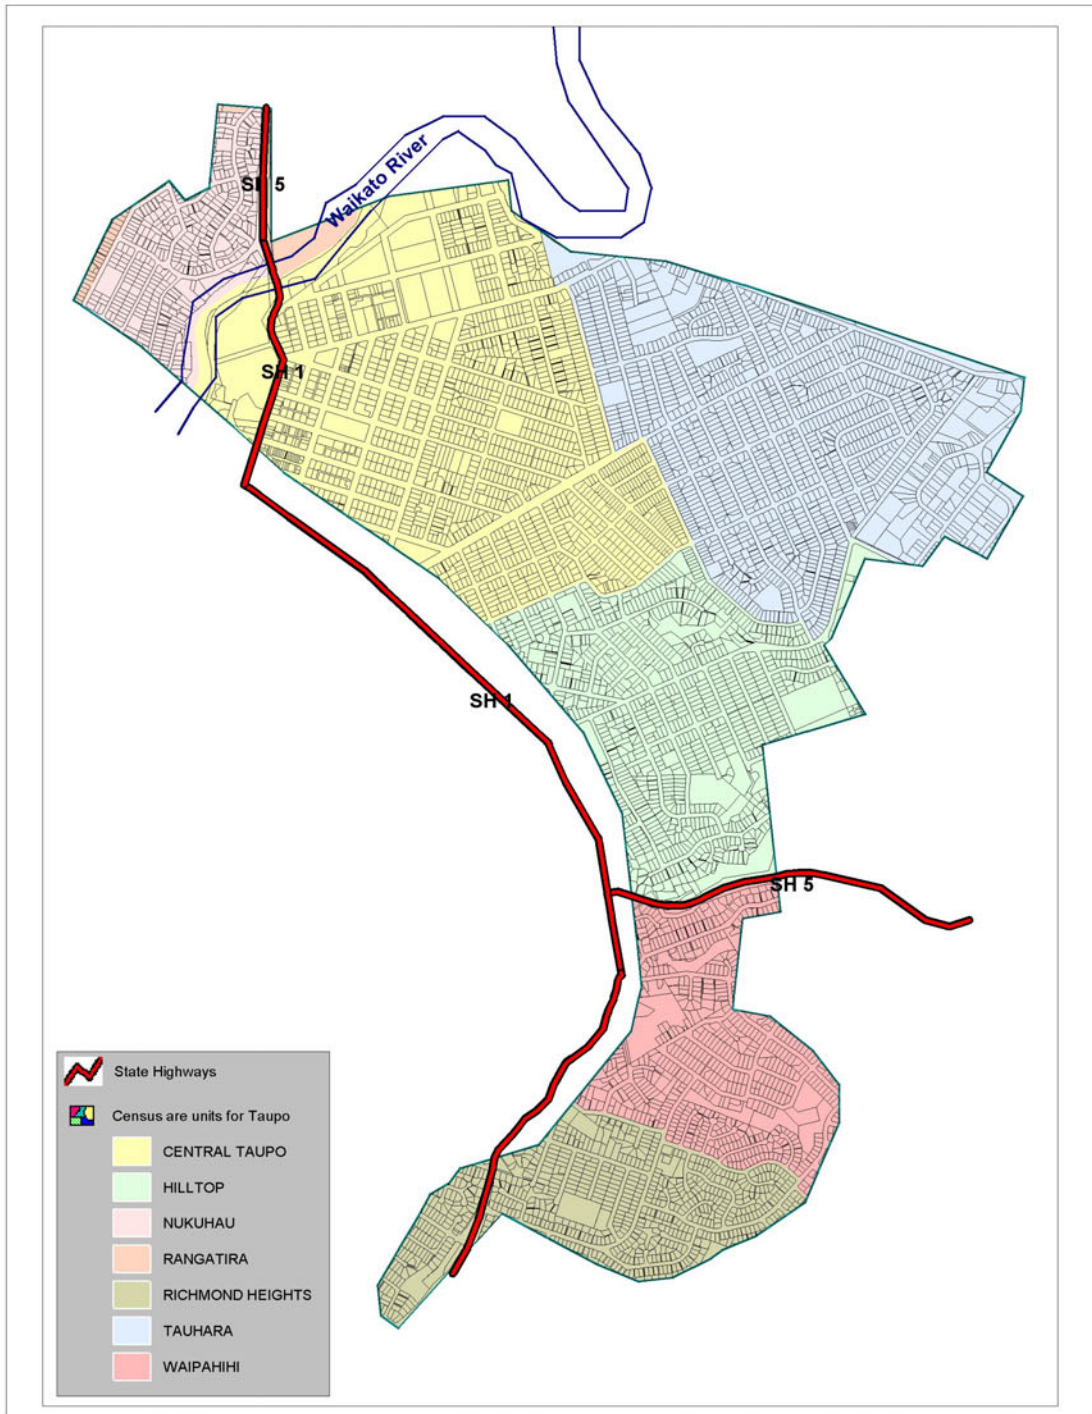 SH 5
Waikato River
SH 1
SH 1
SH 5
State Highways
Census are units for Taupo
CENTRAL TAUPO
HILLTOP
NUKUHAU
RANGATIRA
RICHMOND HEIGHTS
TAUHARA
WAIPAHIHI